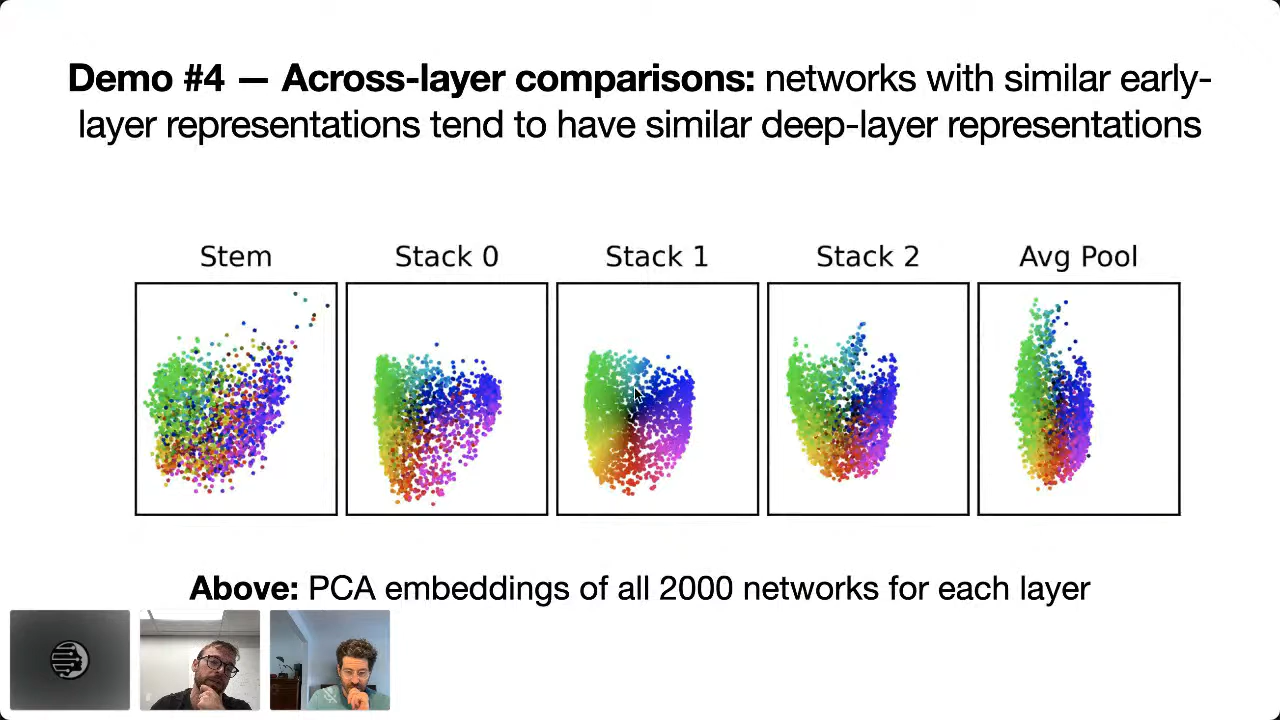 Demo #4 — Across-layer comparisons: networks with similar early-
layer representations tend to have similar deep-layer representations
Stem Stack 0 Stack 1 Stack 2 Avg Pool
Above: PCA embeddings of all 2000 networks for each layer